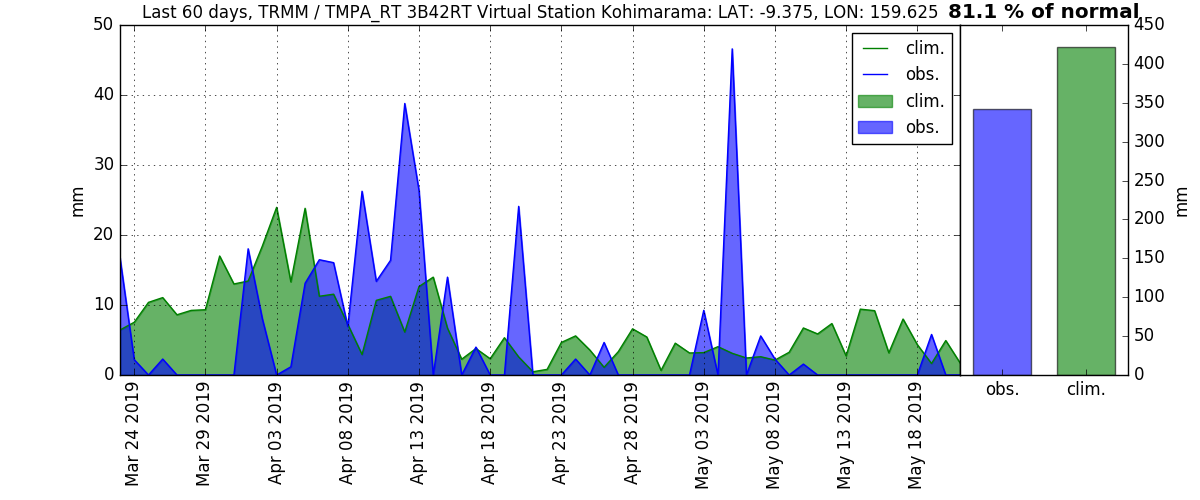 Last 60 days, TRMM / TMPA_RT 3B42RT Virtual Station Kohimarama: LAT: -9.375, LON: 159.625
81.1 % of normal
50
40
30
20
10
0
mm
clim.
obs.
clim.
obs.
Mar 24 2019
Mar 29 2019
Apr 03 2019
Apr 08 2019
Apr 13 2019
Apr 18 2019
Apr 23 2019
Apr 28 2019
May 03 2019
May 08 2019
May 13 2019
May 18 2019
450
400
350
300
250
200
150
100
50
0
mm
obs.
clim.